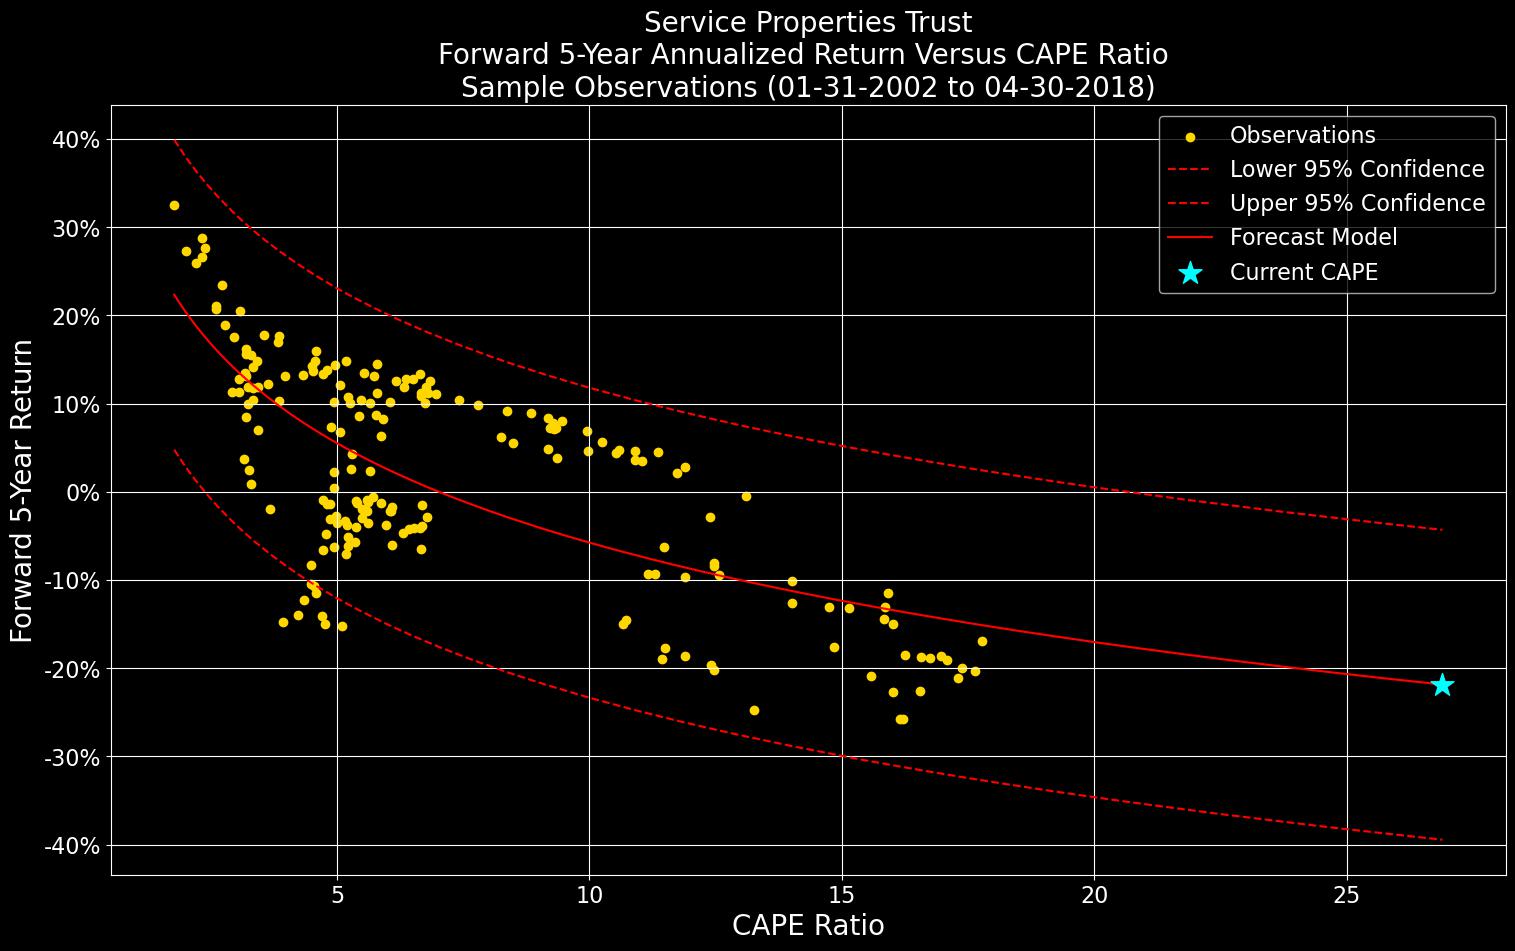 Service Properties Trust
Forward 5-Year Annualized Return Versus CAPE Ratio
Sample Observations (01-31-2002 to 04-30-2018)
Observations
Lower 95% Confidence
Upper 95% Confidence
Forecast Model
Current CAPE
Forward 5-Year Return
40%
30%
20%
10%
0%
-10%
-20%
-30%
-40%
5
10
15
20
25
CAPE Ratio